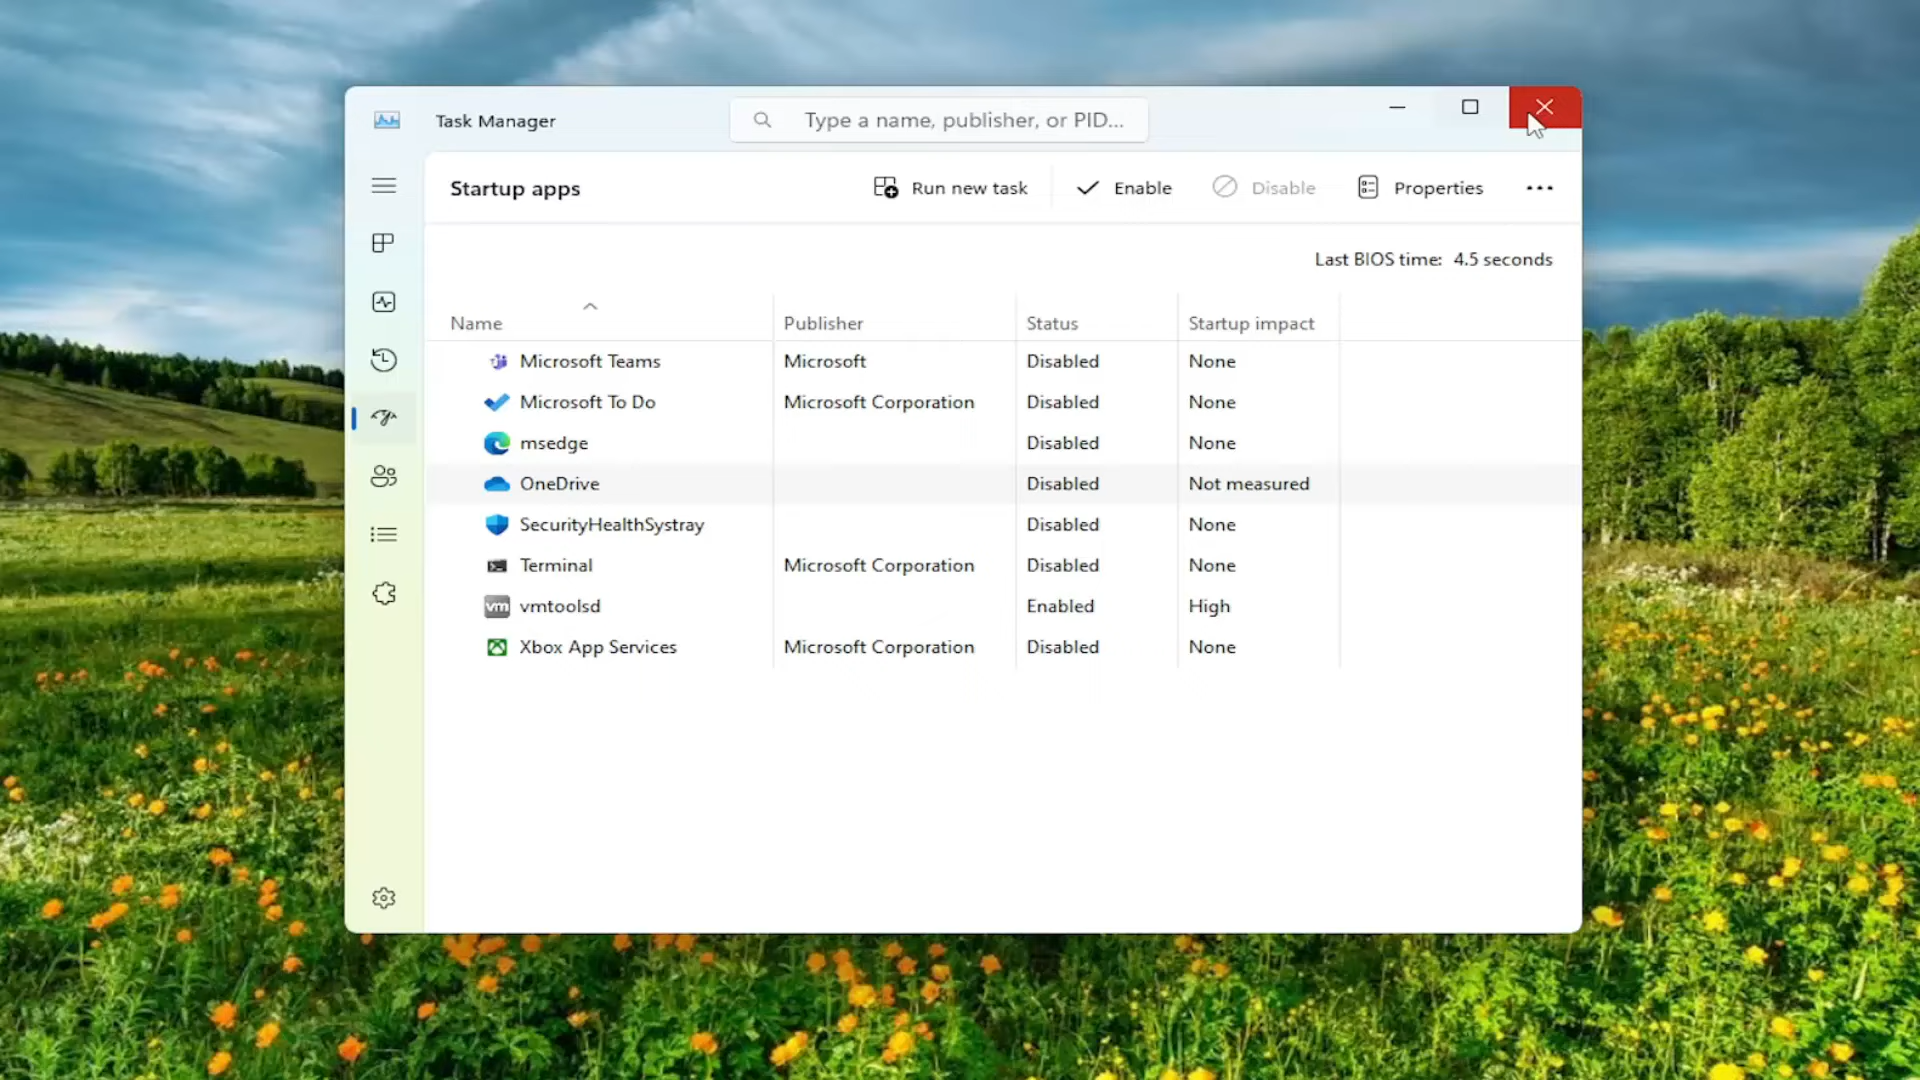 Task Manager
Type a name, publisher, or PID...
Startup apps
Run new task
Enable
Disable
Properties
Last BIOS time: 4.5 seconds
Name Publisher Status Startup impact
Microsoft Teams Microsoft Disabled None
Microsoft To Do Microsoft Corporation Disabled None
msedge Disabled None
OneDrive Disabled Not measured
SecurityHealthSystray Disabled None
Terminal Microsoft Corporation Disabled None
vm vmtoolsd Enabled High
Xbox App Services Microsoft Corporation Disabled None